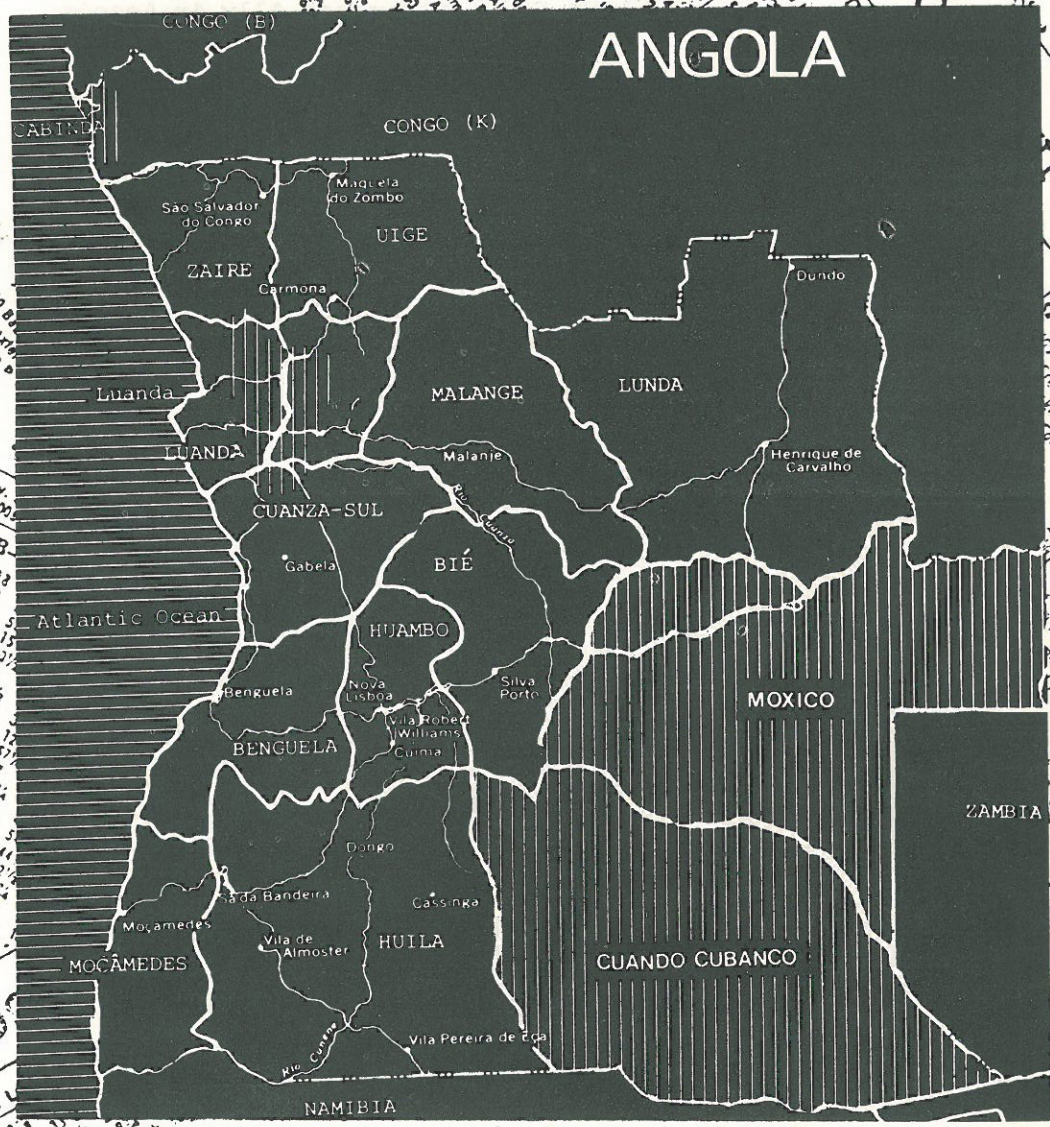 CONGO (B)
ANGOLA
CABINDA
CONGO (K)
Maquela
do Zombo
São Salvador
do Congo
UIGE
ZAIRE
Dundo
Carmona
LUNDA
Luanda
MALANGE
LUANDA
Malanje
Henrique de
Carvalho
Rio Cuanza
CUANZA-SUL
Gabela
BIÉ
Atlantic Ocean
HUAMBO
Benguela
Nova
Lisboa
Silva
Porto
MOXICO
Vila Robert
Williams
BENGUELA
Cuima
ZAMBIA
Dongo
Sá da Bandeira
Cassinga
Moçamedes
Vila de
Almoster
HUILA
MOÇÂMEDES
CUANDO CUBANCO
Rio Cunene
Vila Pereira de Eça
NAMIBIA